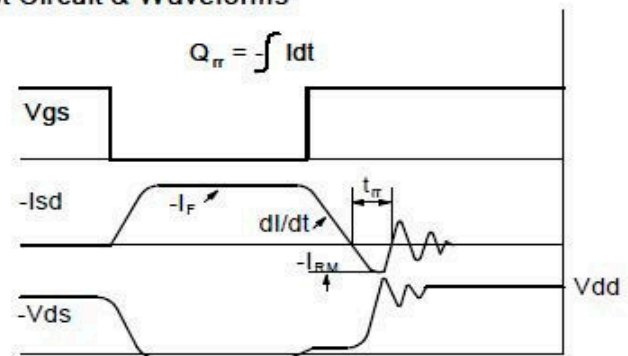 Circuit & Waveforms
Qrr = -∫ Idt
Vgs
-Isd
-IF
dI/dt
trr
-IRM
Vdd
-Vds